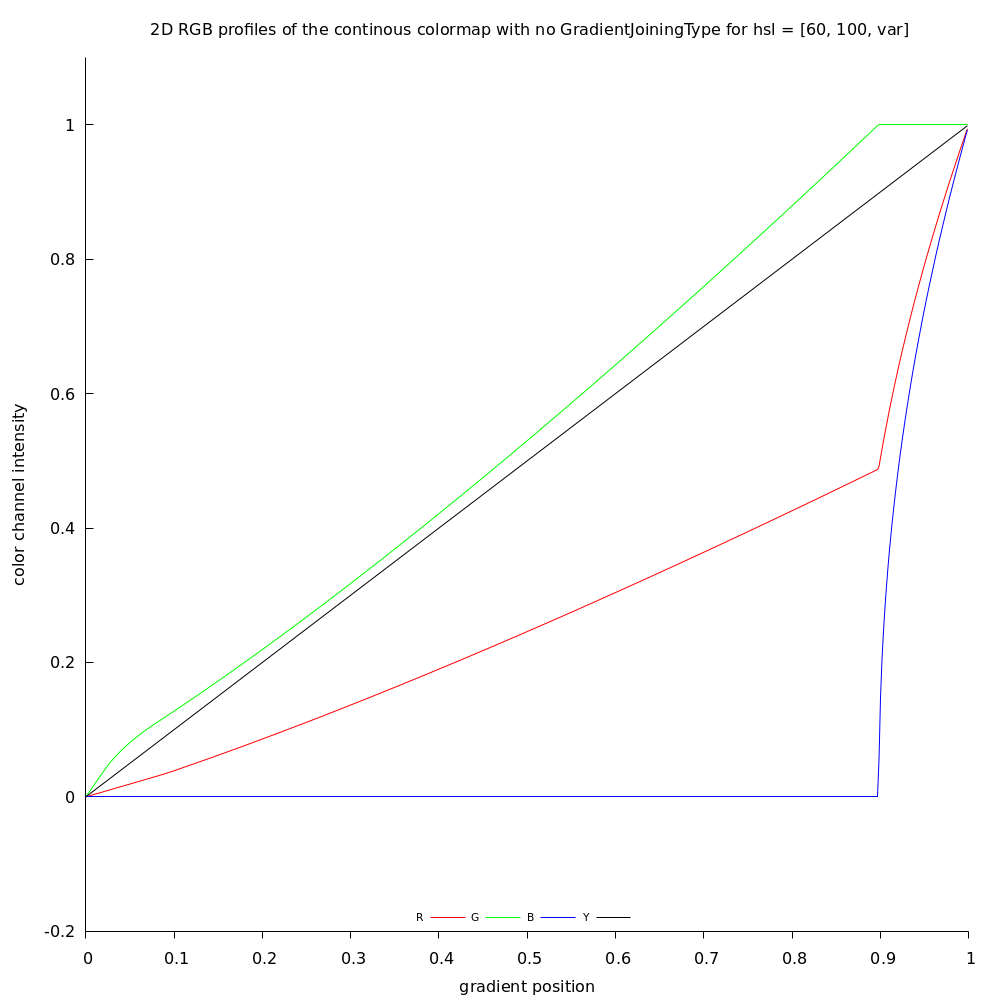 2D RGB profiles of the continous colormap with no GradientJoiningType for hsl = [60, 100, var]
1
0.8
color channel intensity
0.6
0.4
0.2
0
R G B Y
-0.2
0 0.1 0.2 0.3 0.4 0.5 0.6 0.7 0.8 0.9 1
gradient position